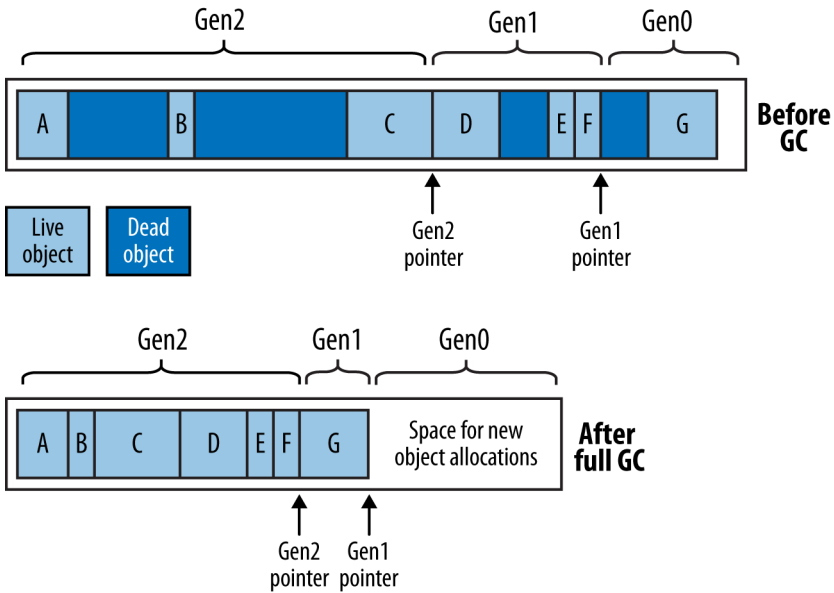 Gen2
Gen1
Gen0
A
B
C
D
E
F
G
Before
GC
Gen2
pointer
Gen1
pointer
Live
object
Dead
object
Gen2
Gen1
Gen0
A
B
C
D
E
F
G
Space for new
object allocations
After
full GC
Gen2
pointer
Gen1
pointer